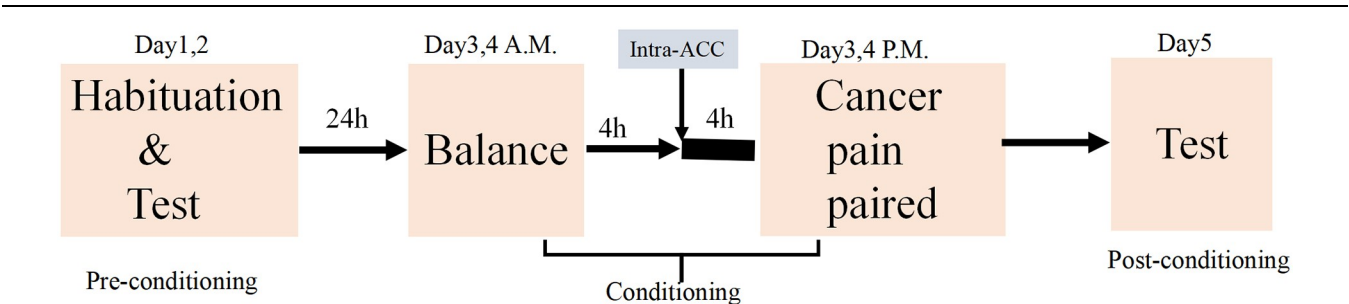 Day1,2
Habituation
&
Test
Pre-conditioning
24h
Day3,4 A.M.
Balance
4h
Intra-ACC
4h
Day3,4 P.M.
Cancer
pain
paired
Conditioning
Day5
Test
Post-conditioning